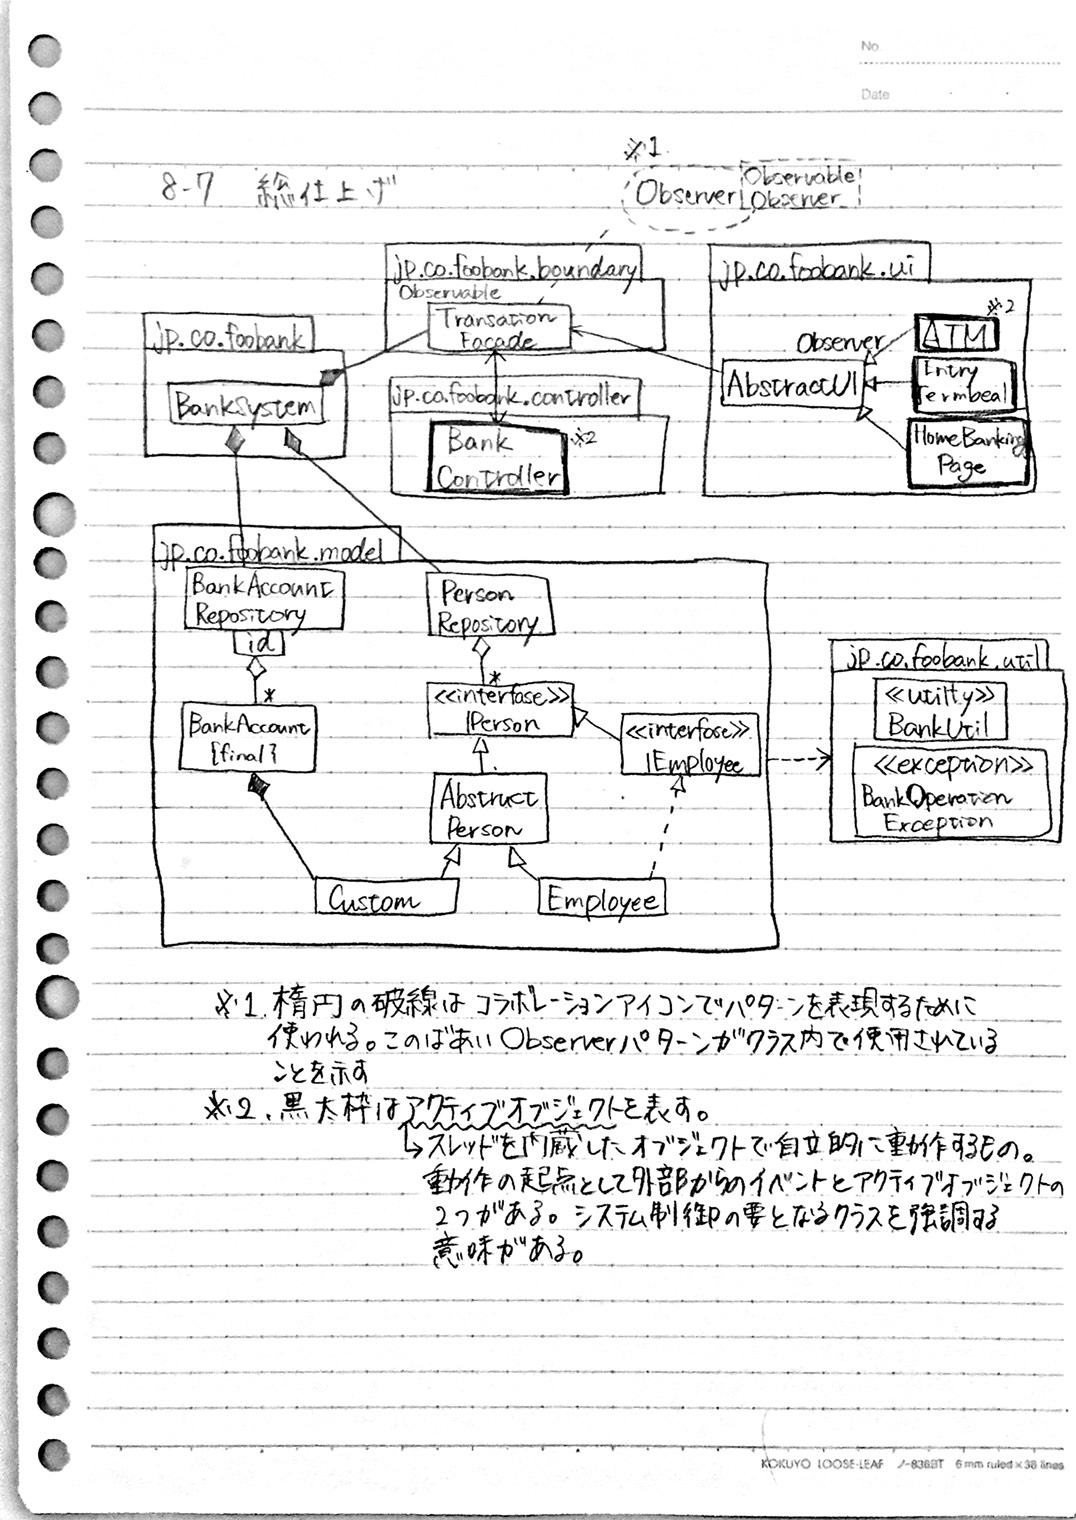 No.
Date
※1
8-7 総仕上げ
Observer
Observable
Observer
jp.co.foobank.boundary
Observable
Transation
Facade
jp.co.foobank.ui
※2
ATM
Observer
AbstractUI
Entry
Termbeal
HomeBanking
Page
jp.co.foobank
BankSystem
jp.co.foobank.controller
Bank
Controller
※2
jp.co.foobank.model
BankAccount
Repository
id
*
BankAccount
{final}
Person
Repository
*
<<interfase>>
IPerson
<<interfase>>
IEmployee
Abstruct
Person
Custom
Employee
jp.co.foobank.util
<<utilty>>
BankUtil
<<exception>>
BankOperation
Exception
※1.楕円の破線はコラボレーションアイコンでパターンを表現するために
使われる。このばあいObserverパターンがクラス内で使用されている
ことを示す
※2. 黒太枠はアクティブオブジェクトを表す。
↳スレッドを内蔵したオブジェクトで自立的に動作するもの。
動作の起点として外部からのイベントとアクティブオブジェクトの
2つがある。システム制御の要となるクラスを強調する
意味がある。
KOKUYO LOOSE-LEAF ノ-836BT 6 mm ruled × 36 lines